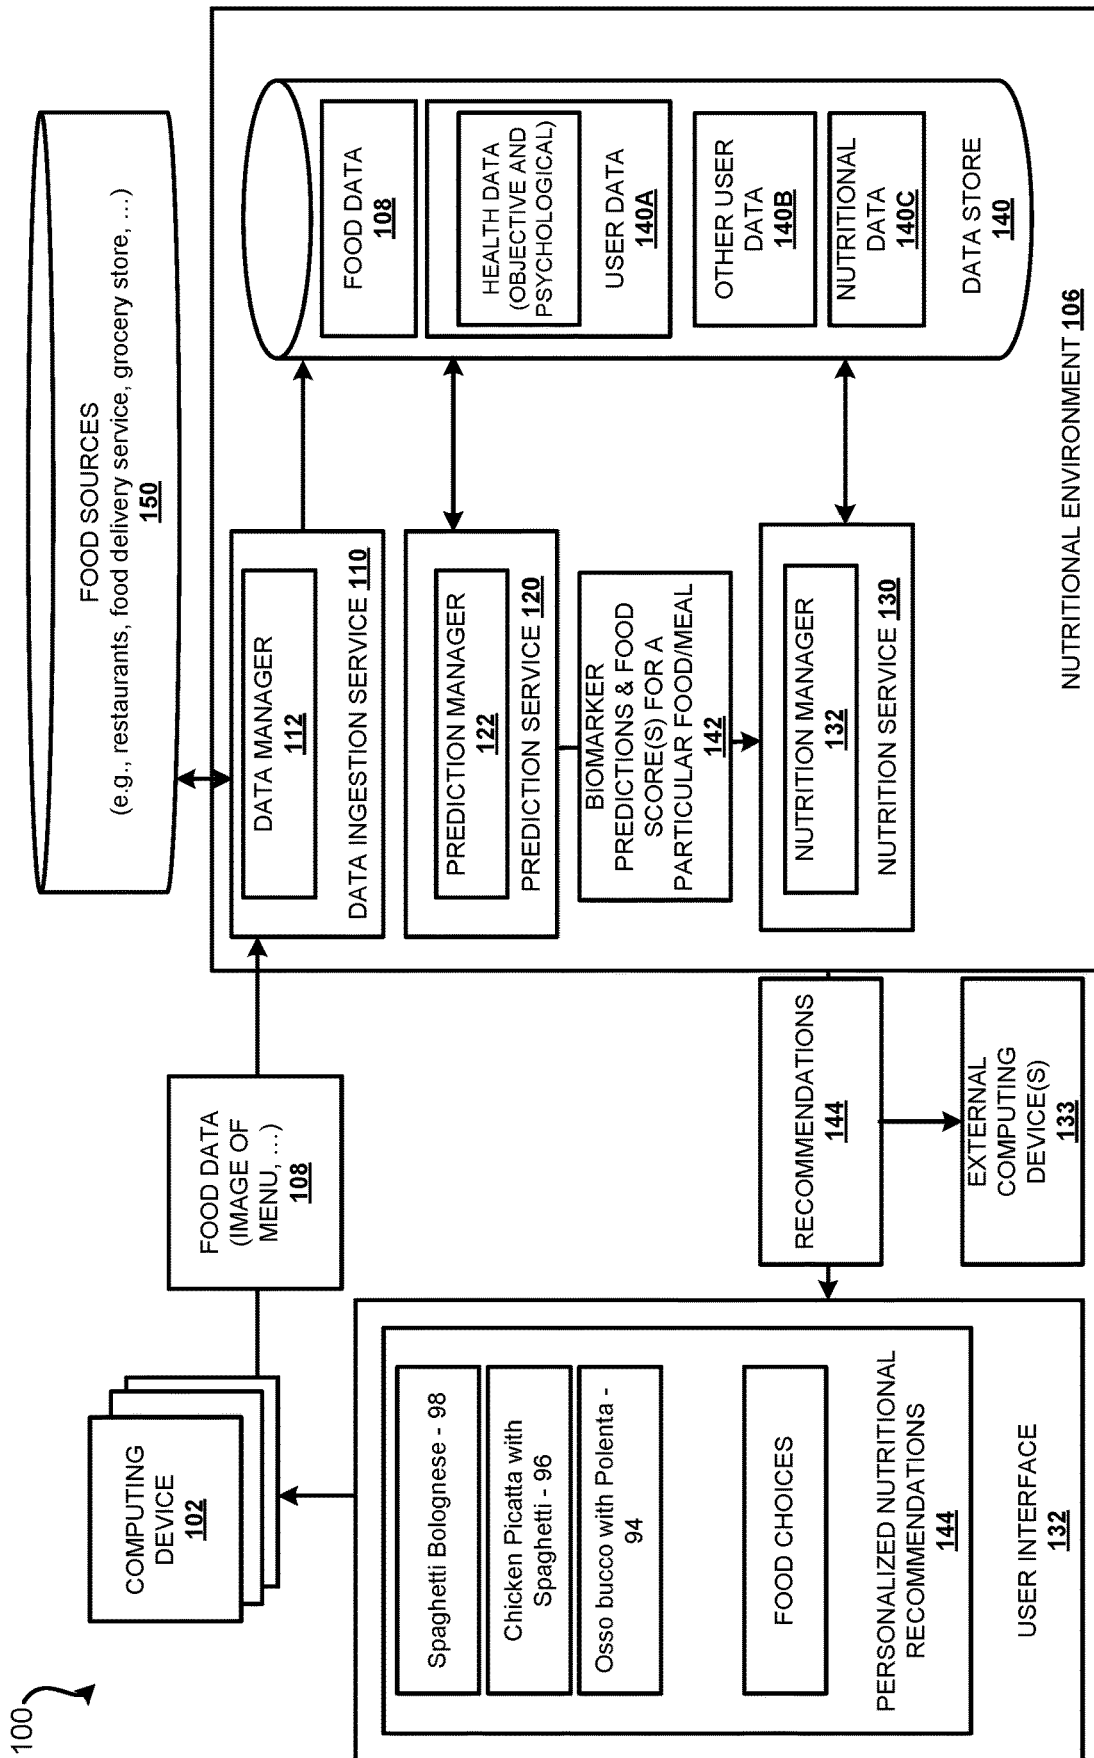 100
COMPUTING
DEVICE
102
FOOD DATA
(IMAGE OF
MENU, ...)
108
FOOD SOURCES
(e.g., restaurants, food delivery service, grocery store, ...)
150
Spaghetti Bolognese - 98
Chicken Picatta with
Spaghetti - 96
Osso bucco with Polenta -
94
FOOD CHOICES
PERSONALIZED NUTRITIONAL
RECOMMENDATIONS
144
USER INTERFACE
132
RECOMMENDATIONS
144
EXTERNAL
COMPUTING
DEVICE(S)
133
DATA MANAGER
112
DATA INGESTION SERVICE 110
PREDICTION MANAGER
122
PREDICTION SERVICE 120
BIOMARKER
PREDICTIONS & FOOD
SCORE(S) FOR A
PARTICULAR FOOD/MEAL
142
NUTRITION MANAGER
132
NUTRITION SERVICE 130
FOOD DATA
108
HEALTH DATA
(OBJECTIVE AND
PSYCHOLOGICAL)
USER DATA
140A
OTHER USER
DATA
140B
NUTRITIONAL
DATA
140C
DATA STORE
140
NUTRITIONAL ENVIRONMENT 106